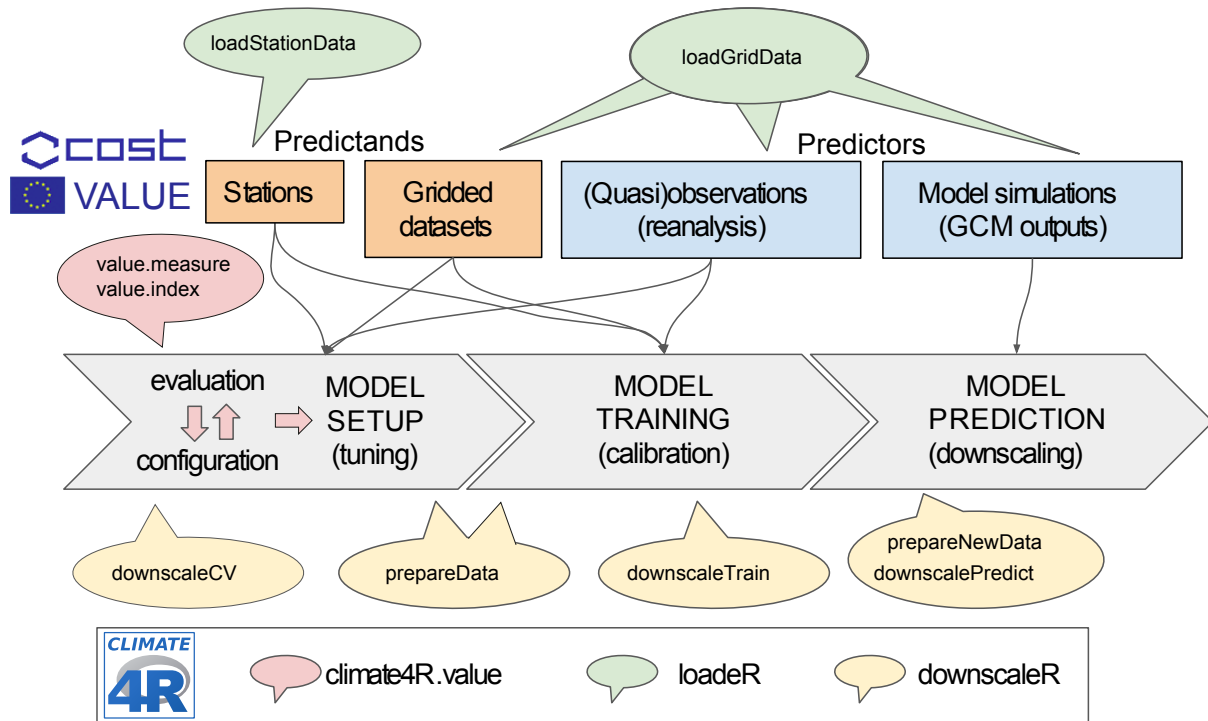 loadStationData
loadGridData
cost
VALUE
Predictands
Predictors
Stations
Gridded
datasets
(Quasi)observations
(reanalysis)
Model simulations
(GCM outputs)
value.measure
value.index
evaluation
configuration
MODEL
SETUP
(tuning)
MODEL
TRAINING
(calibration)
MODEL
PREDICTION
(downscaling)
downscaleCV
prepareData
downscaleTrain
prepareNewData
downscalePredict
CLIMATE
4R
climate4R.value
loadeR
downscaleR